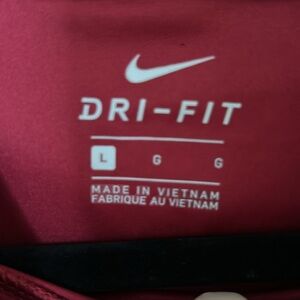 DRI-FIT
L G G
MADE IN VIETNAM
FABRIQUE AU VIETNAM